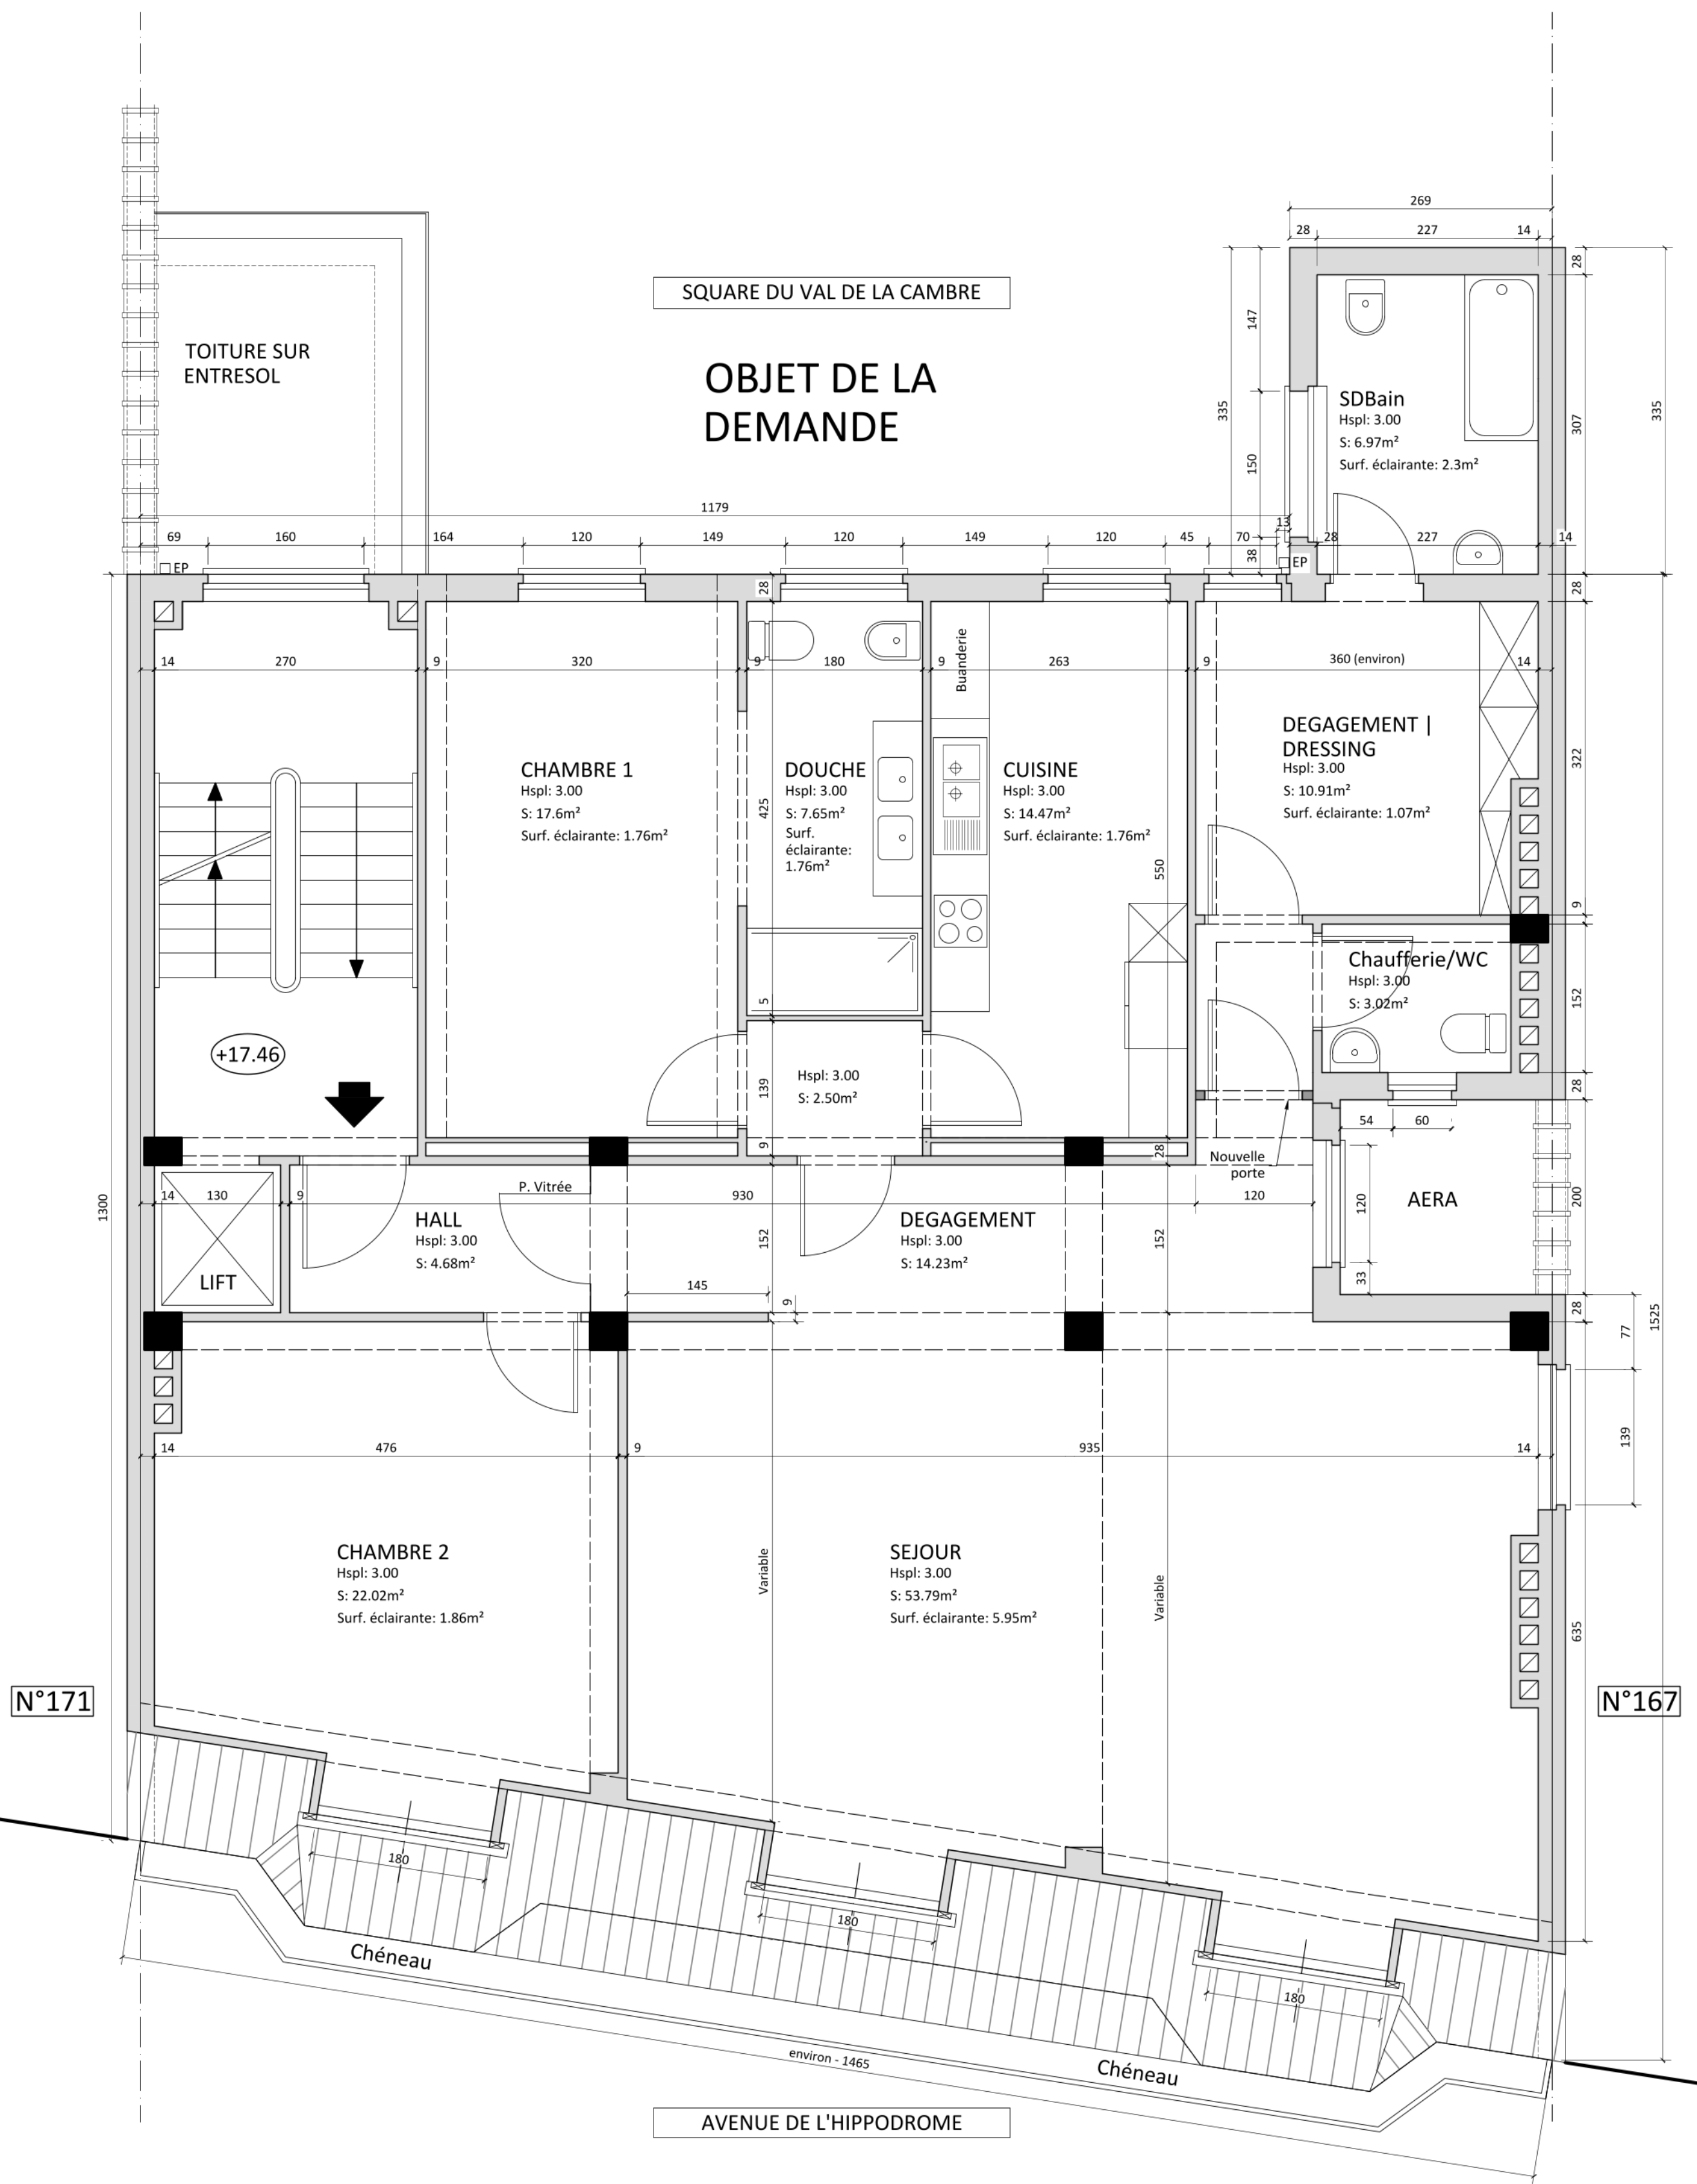 269
28
227
14
28
SQUARE DU VAL DE LA CAMBRE
147
TOITURE SUR
ENTRESOL
OBJET DE LA
DEMANDE
SDBain
Hspl: 3.00
S: 6.97m²
Surf. éclairante: 2.3m²
335
307
335
150
1179
13
69
160
164
120
149
120
149
120
45
70
38
28
227
14
EP
EP
28
28
14
270
9
320
9
180
9
Buanderie
263
9
360 (environ)
14
DEGAGEMENT |
DRESSING
Hspl: 3.00
S: 10.91m²
Surf. éclairante: 1.07m²
322
CHAMBRE 1
Hspl: 3.00
S: 17.6m²
Surf. éclairante: 1.76m²
425
DOUCHE
Hspl: 3.00
S: 7.65m²
Surf.
éclairante:
1.76m²
CUISINE
Hspl: 3.00
S: 14.47m²
Surf. éclairante: 1.76m²
550
9
Chaufferie/WC
Hspl: 3.00
S: 3.02m²
152
5
+17.46
Hspl: 3.00
S: 2.50m²
139
28
54
60
9
28
Nouvelle
porte
P. Vitrée
14
130
9
930
120
120
AERA
200
1300
HALL
Hspl: 3.00
S: 4.68m²
152
DEGAGEMENT
Hspl: 3.00
S: 14.23m²
152
LIFT
145
9
33
28
77
1525
14
476
9
935
14
139
CHAMBRE 2
Hspl: 3.00
S: 22.02m²
Surf. éclairante: 1.86m²
Variable
SEJOUR
Hspl: 3.00
S: 53.79m²
Surf. éclairante: 5.95m²
Variable
635
N°171
N°167
180
180
180
Chéneau
environ - 1465
Chéneau
AVENUE DE L'HIPPODROME